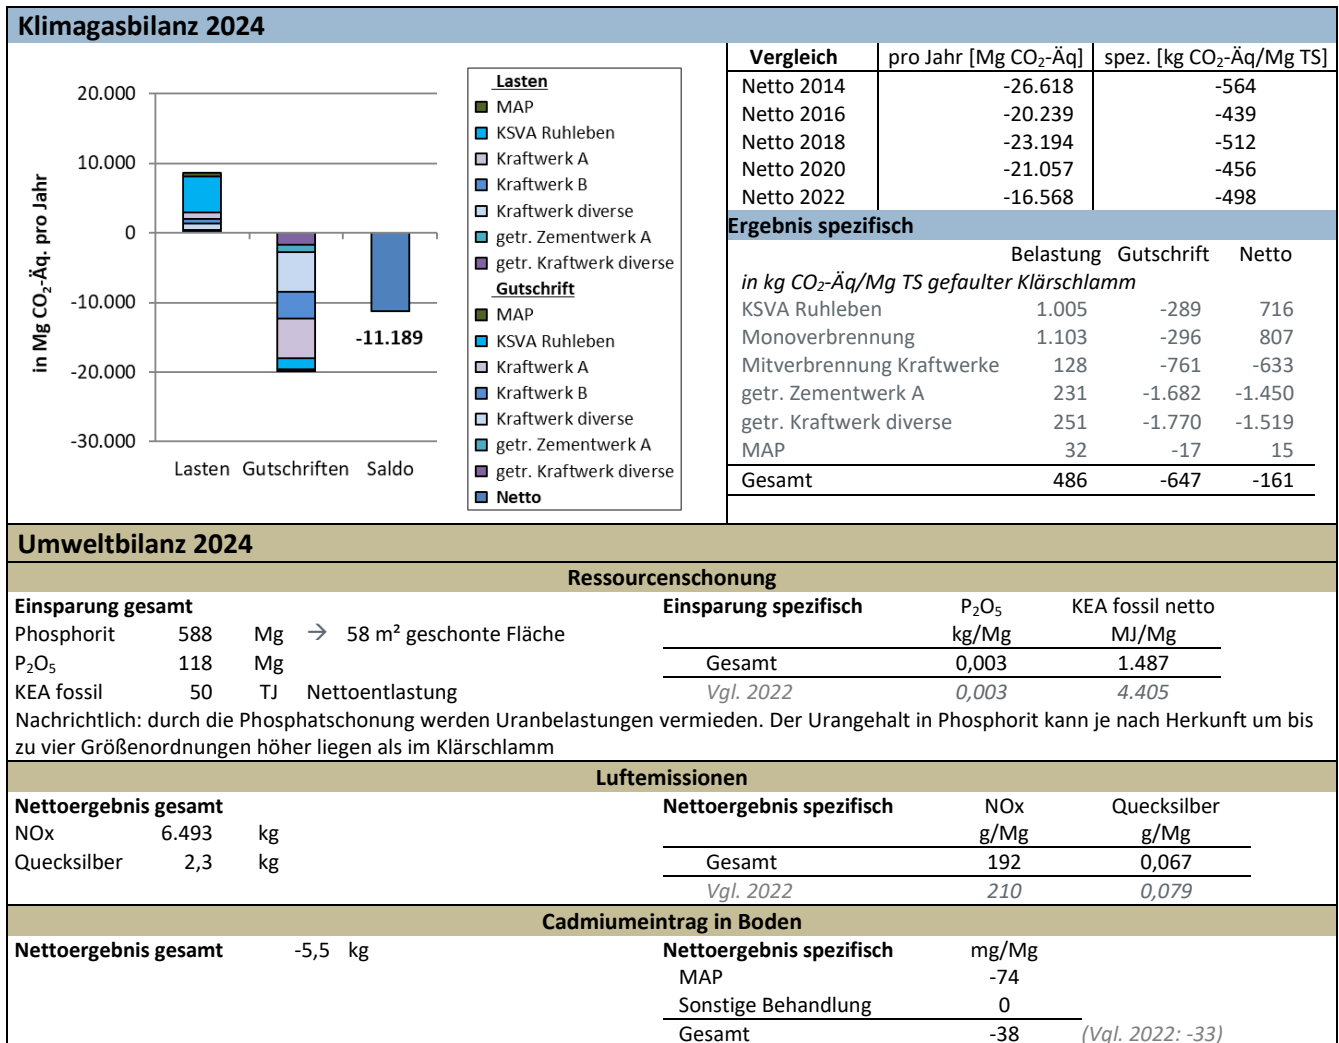 Klimagasbilanz 2024
in Mg CO₂-Äq. pro Jahr
20.000
10.000
0
-10.000
-20.000
-30.000
-11.189
Lasten Gutschriften Saldo
Lasten
MAP
KSVA Ruhleben
Kraftwerk A
Kraftwerk B
Kraftwerk diverse
getr. Zementwerk A
getr. Kraftwerk diverse
Gutschrift
MAP
KSVA Ruhleben
Kraftwerk A
Kraftwerk B
Kraftwerk diverse
getr. Zementwerk A
getr. Kraftwerk diverse
Netto
Vergleich pro Jahr [Mg CO₂-Äq] spez. [kg CO₂-Äq/Mg TS]
Netto 2014 -26.618 -564
Netto 2016 -20.239 -439
Netto 2018 -23.194 -512
Netto 2020 -21.057 -456
Netto 2022 -16.568 -498
Ergebnis spezifisch
Belastung Gutschrift Netto
in kg CO₂-Äq/Mg TS gefaulter Klärschlamm
KSVA Ruhleben 1.005 -289 716
Monoverbrennung 1.103 -296 807
Mitverbrennung Kraftwerke 128 -761 -633
getr. Zementwerk A 231 -1.682 -1.450
getr. Kraftwerk diverse 251 -1.770 -1.519
MAP 32 -17 15
Gesamt 486 -647 -161
Umweltbilanz 2024
Ressourcenschonung
Einsparung gesamt Einsparung spezifisch P₂O₅ KEA fossil netto
Phosphorit 588 Mg → 58 m² geschonte Fläche kg/Mg MJ/Mg
P₂O₅ 118 Mg Gesamt 0,003 1.487
KEA fossil 50 TJ Nettoentlastung Vgl. 2022 0,003 4.405
Nachrichtlich: durch die Phosphatschonung werden Uranbelastungen vermieden. Der Urangehalt in Phosphorit kann je nach Herkunft um bis
zu vier Größenordnungen höher liegen als im Klärschlamm
Luftemissionen
Nettoergebnis gesamt Nettoergebnis spezifisch NOx Quecksilber
NOx 6.493 kg g/Mg g/Mg
Quecksilber 2,3 kg Gesamt 192 0,067
Vgl. 2022 210 0,079
Cadmiumeintrag in Boden
Nettoergebnis gesamt -5,5 kg Nettoergebnis spezifisch mg/Mg
MAP -74
Sonstige Behandlung 0
Gesamt -38 (Vgl. 2022: -33)